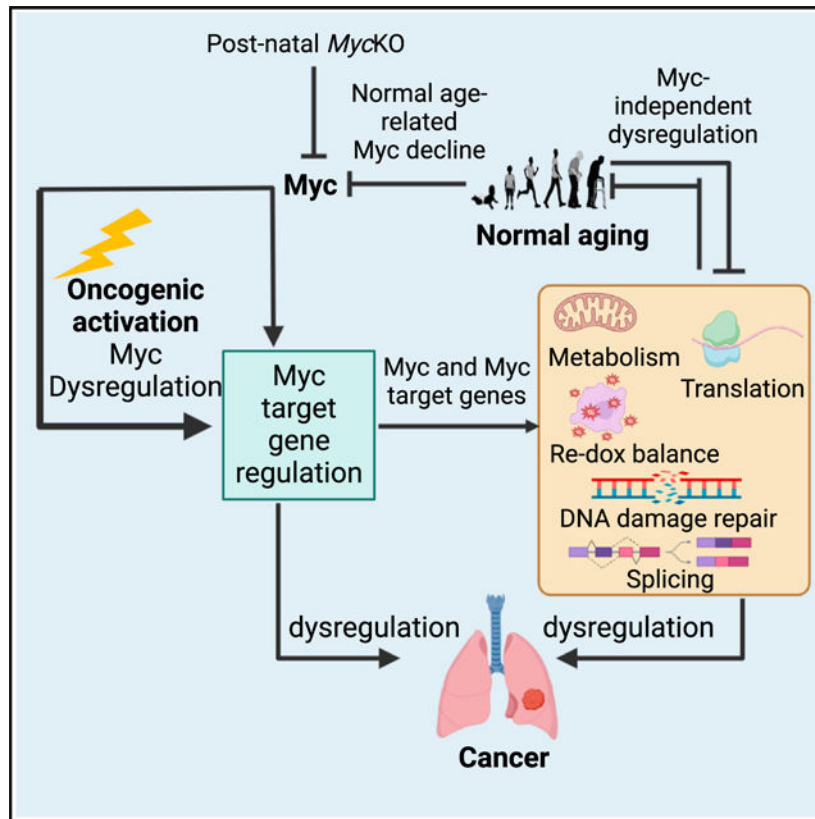 Post-natal MycKO
Normal age-
related
Myc decline
Myc-
independent
dysregulation
Myc
Normal aging
Oncogenic
activation
Myc
Dysregulation
Myc
target
gene
regulation
Myc and Myc
target genes
Metabolism
Translation
Re-dox balance
DNA damage repair
Splicing
dysregulation
dysregulation
Cancer